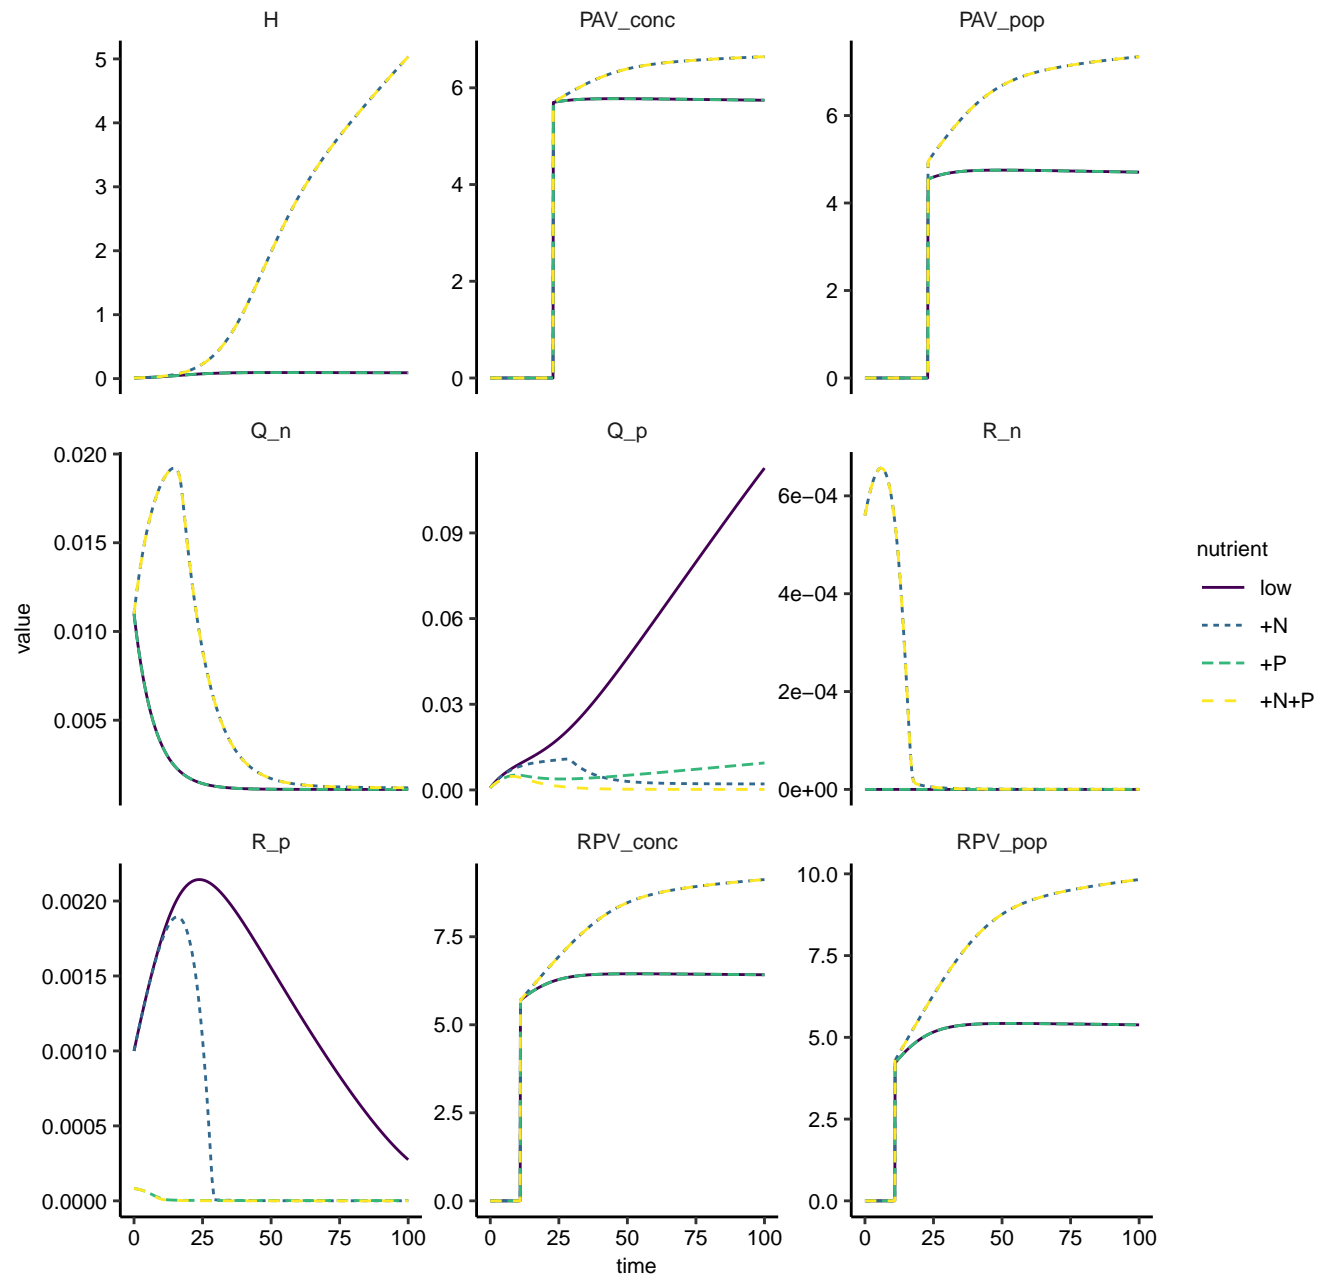 H
PAV_conc
PAV_pop
5
4
3
2
1
0
6
4
2
0
6
4
2
0
Q_n
Q_p
R_n
0.020
0.015
0.010
0.005
0.09
0.06
0.03
0.00
6e−04
4e−04
2e−04
0e+00
value
nutrient
low
+N
+P
+N+P
R_p
RPV_conc
RPV_pop
0.0020
0.0015
0.0010
0.0005
0.0000
7.5
5.0
2.5
0.0
10.0
7.5
5.0
2.5
0.0
0 25 50 75 100
0 25 50 75 100
0 25 50 75 100
time